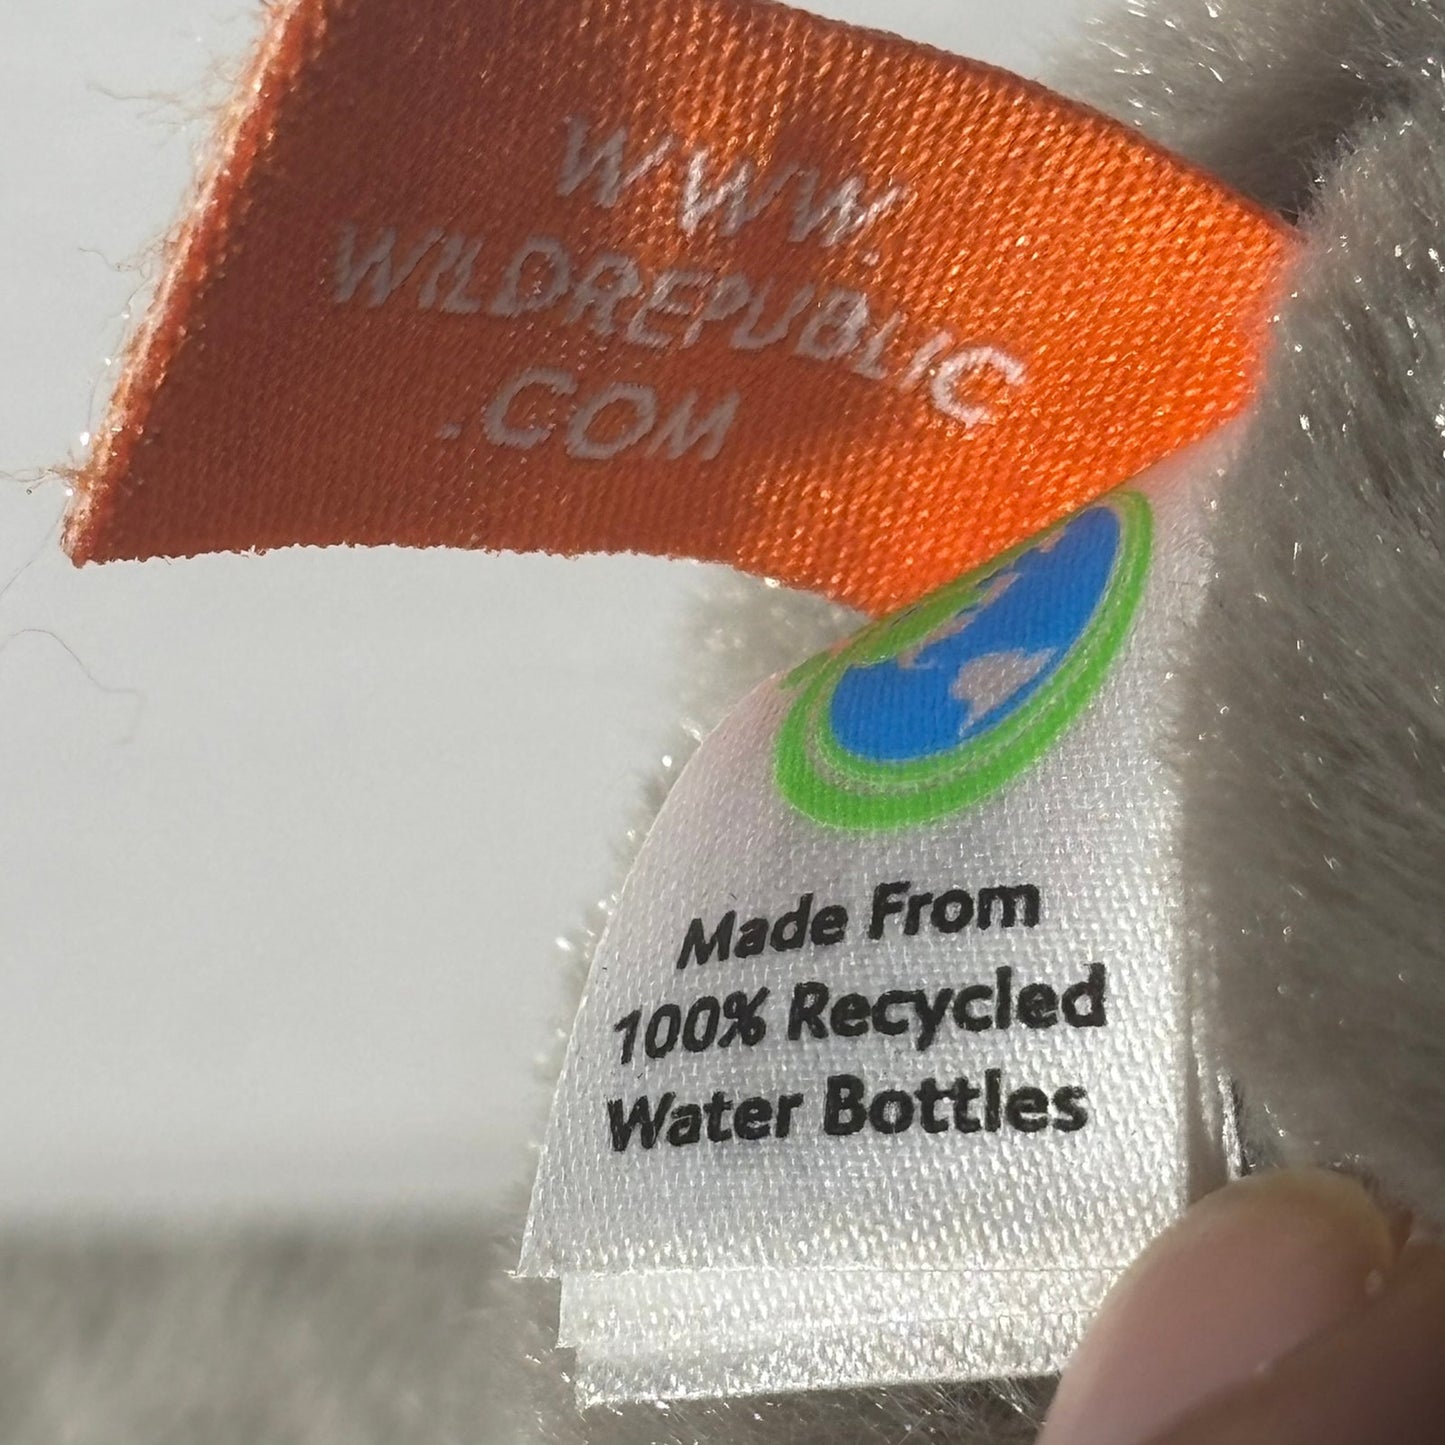 WWW.
WILDREPUBLIC
.COM
Made From
100% Recycled
Water Bottles